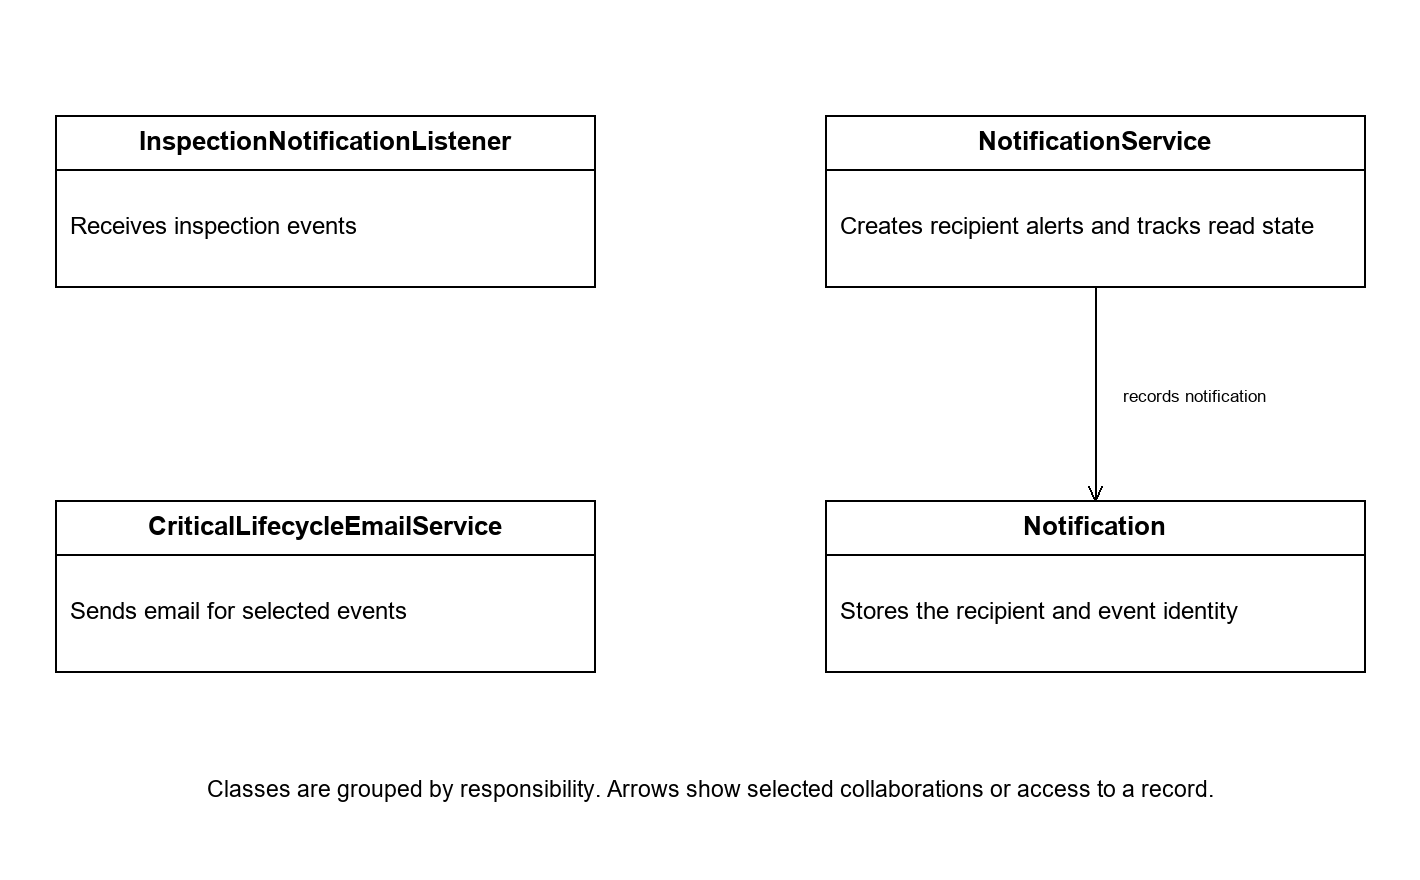 InspectionNotificationListener
Receives inspection events
NotificationService
Creates recipient alerts and tracks read state
records notification
CriticalLifecycleEmailService
Sends email for selected events
Notification
Stores the recipient and event identity
Classes are grouped by responsibility. Arrows show selected collaborations or access to a record.